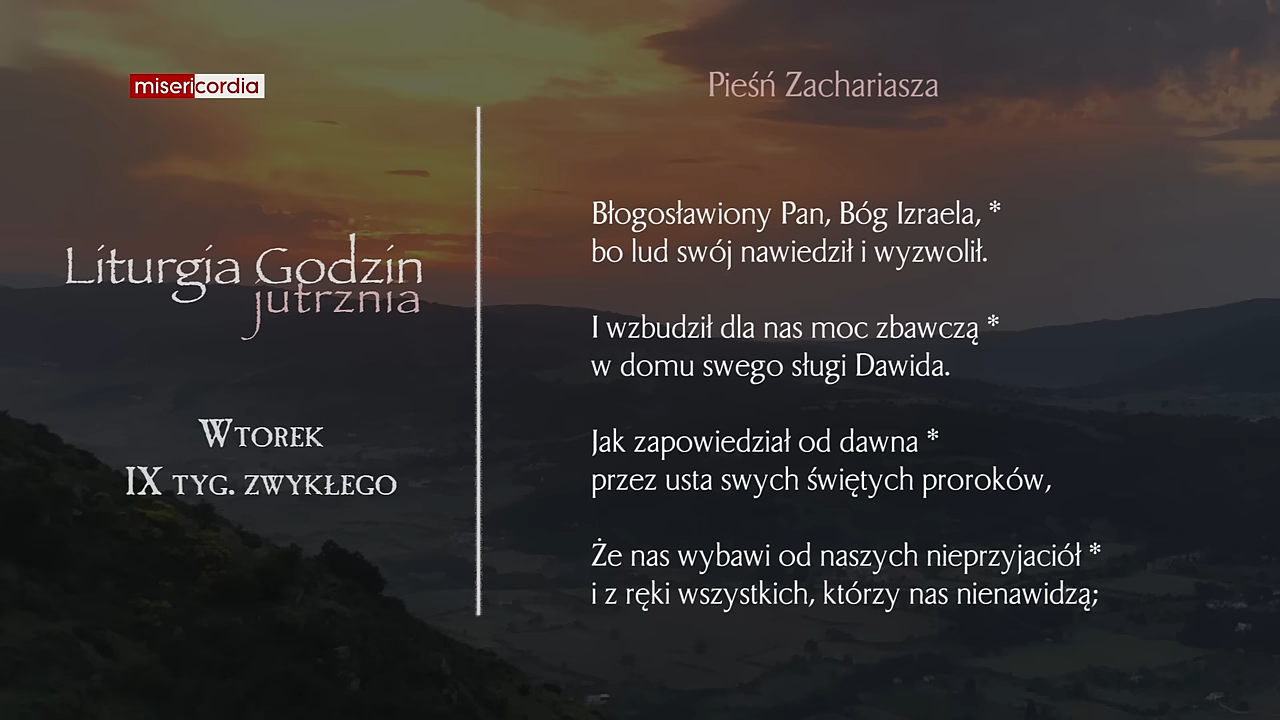 misericordia
Liturgia Godzin
jutrznia
Wtorek
IX tyg. zwykłego
Pieśń Zachariasza
Błogosławiony Pan, Bóg Izraela, *
bo lud swój nawiedził i wyzwolił.
I wzbudził dla nas moc zbawczą *
w domu swego sługi Dawida.
Jak zapowiedział od dawna *
przez usta swych świętych proroków,
Że nas wybawi od naszych nieprzyjaciół *
i z ręki wszystkich, którzy nas nienawidzą;